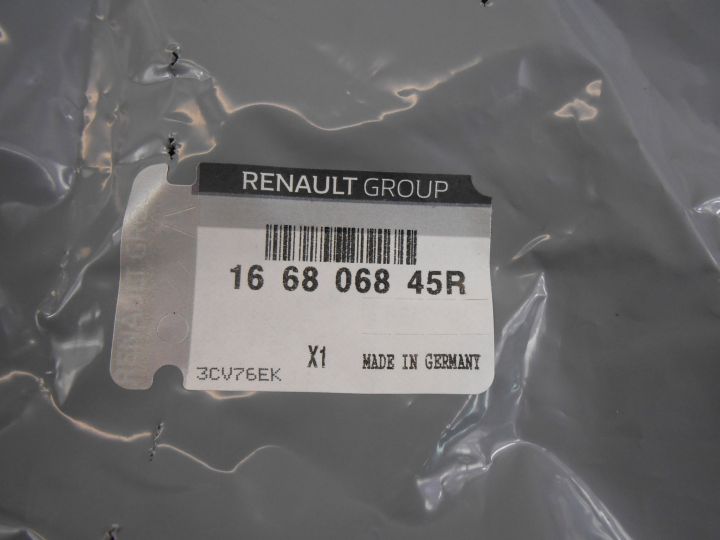 RENAULT GROUP
16 68 068 45R
X1
MADE IN GERMANY
3CV76EK